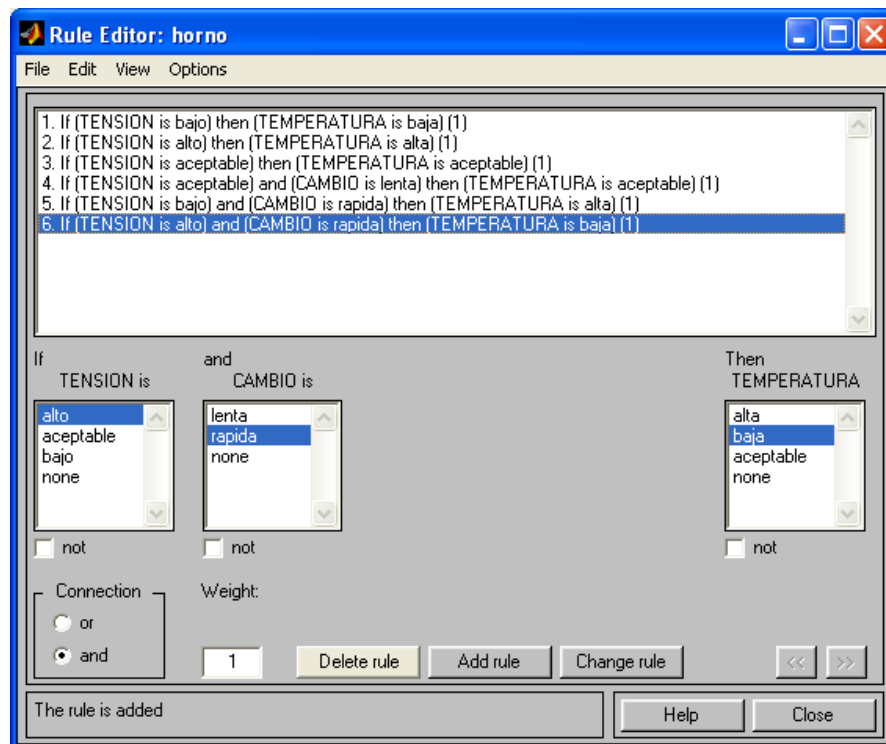 Rule Editor: horno
File Edit View Options
1. If (TENSION is bajo) then (TEMPERATURA is baja) (1)
2. If (TENSION is alto) then (TEMPERATURA is alta) (1)
3. If (TENSION is aceptable) then (TEMPERATURA is aceptable) (1)
4. If (TENSION is aceptable) and (CAMBIO is lenta) then (TEMPERATURA is aceptable) (1)
5. If (TENSION is bajo) and (CAMBIO is rapida) then (TEMPERATURA is alta) (1)
6. If (TENSION is alto) and (CAMBIO is rapida) then (TEMPERATURA is baja) (1)
If
TENSION is
alto
aceptable
bajo
none
not
and
CAMBIO is
lenta
rapida
none
not
Then
TEMPERATURA
alta
baja
aceptable
none
not
Connection
or
and
Weight:
1
Delete rule
Add rule
Change rule
<<
>>
The rule is added
Help
Close